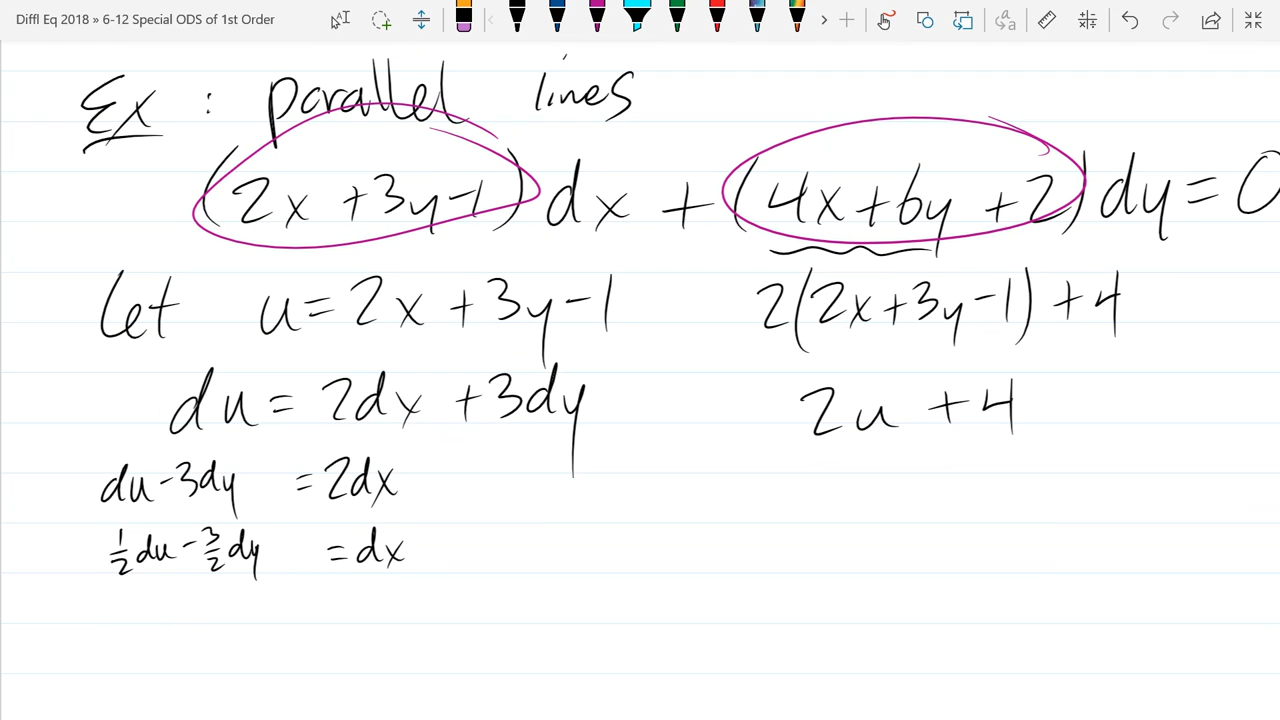 Diffl Eq 2018 » 6-12 Special ODS of 1st Order
Ex : parallel lines
(2x+3y-1)dx + (4x+6y+2)dy=0
Let u=2x+3y-1 2(2x+3y-1)+4
du=2dx+3dy 2u+4
du-3dy =2dx
½du-3/2dy =dx